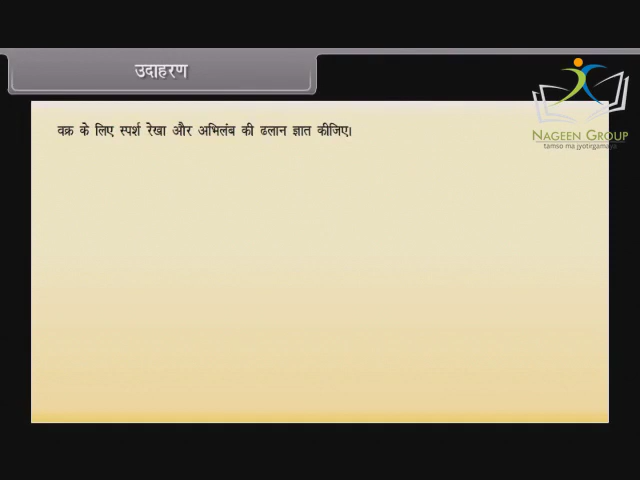 उदाहरण
वक्र के लिए स्पर्श रेखा और अभिलंब की ढलान ज्ञात कीजिए।
NAGEEN GROUP
tamso ma jyotirgamaya